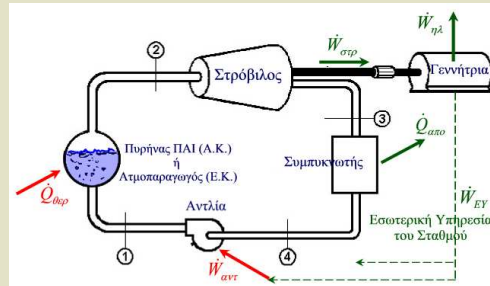 ②
Ẇστρ
Ẇηλ
Στρόβιλος
Γεννήτρια
③
Πυρήνας ΠΑΙ (Α.Κ.)
ή
Ατμοπαραγωγός (Ε.Κ.)
Συμπυκνωτής
Q̇απο
Q̇θερ
Αντλία
ẆΕΥ
Εσωτερική Υπηρεσία
του Σταθμού
①
④
Ẇαντ